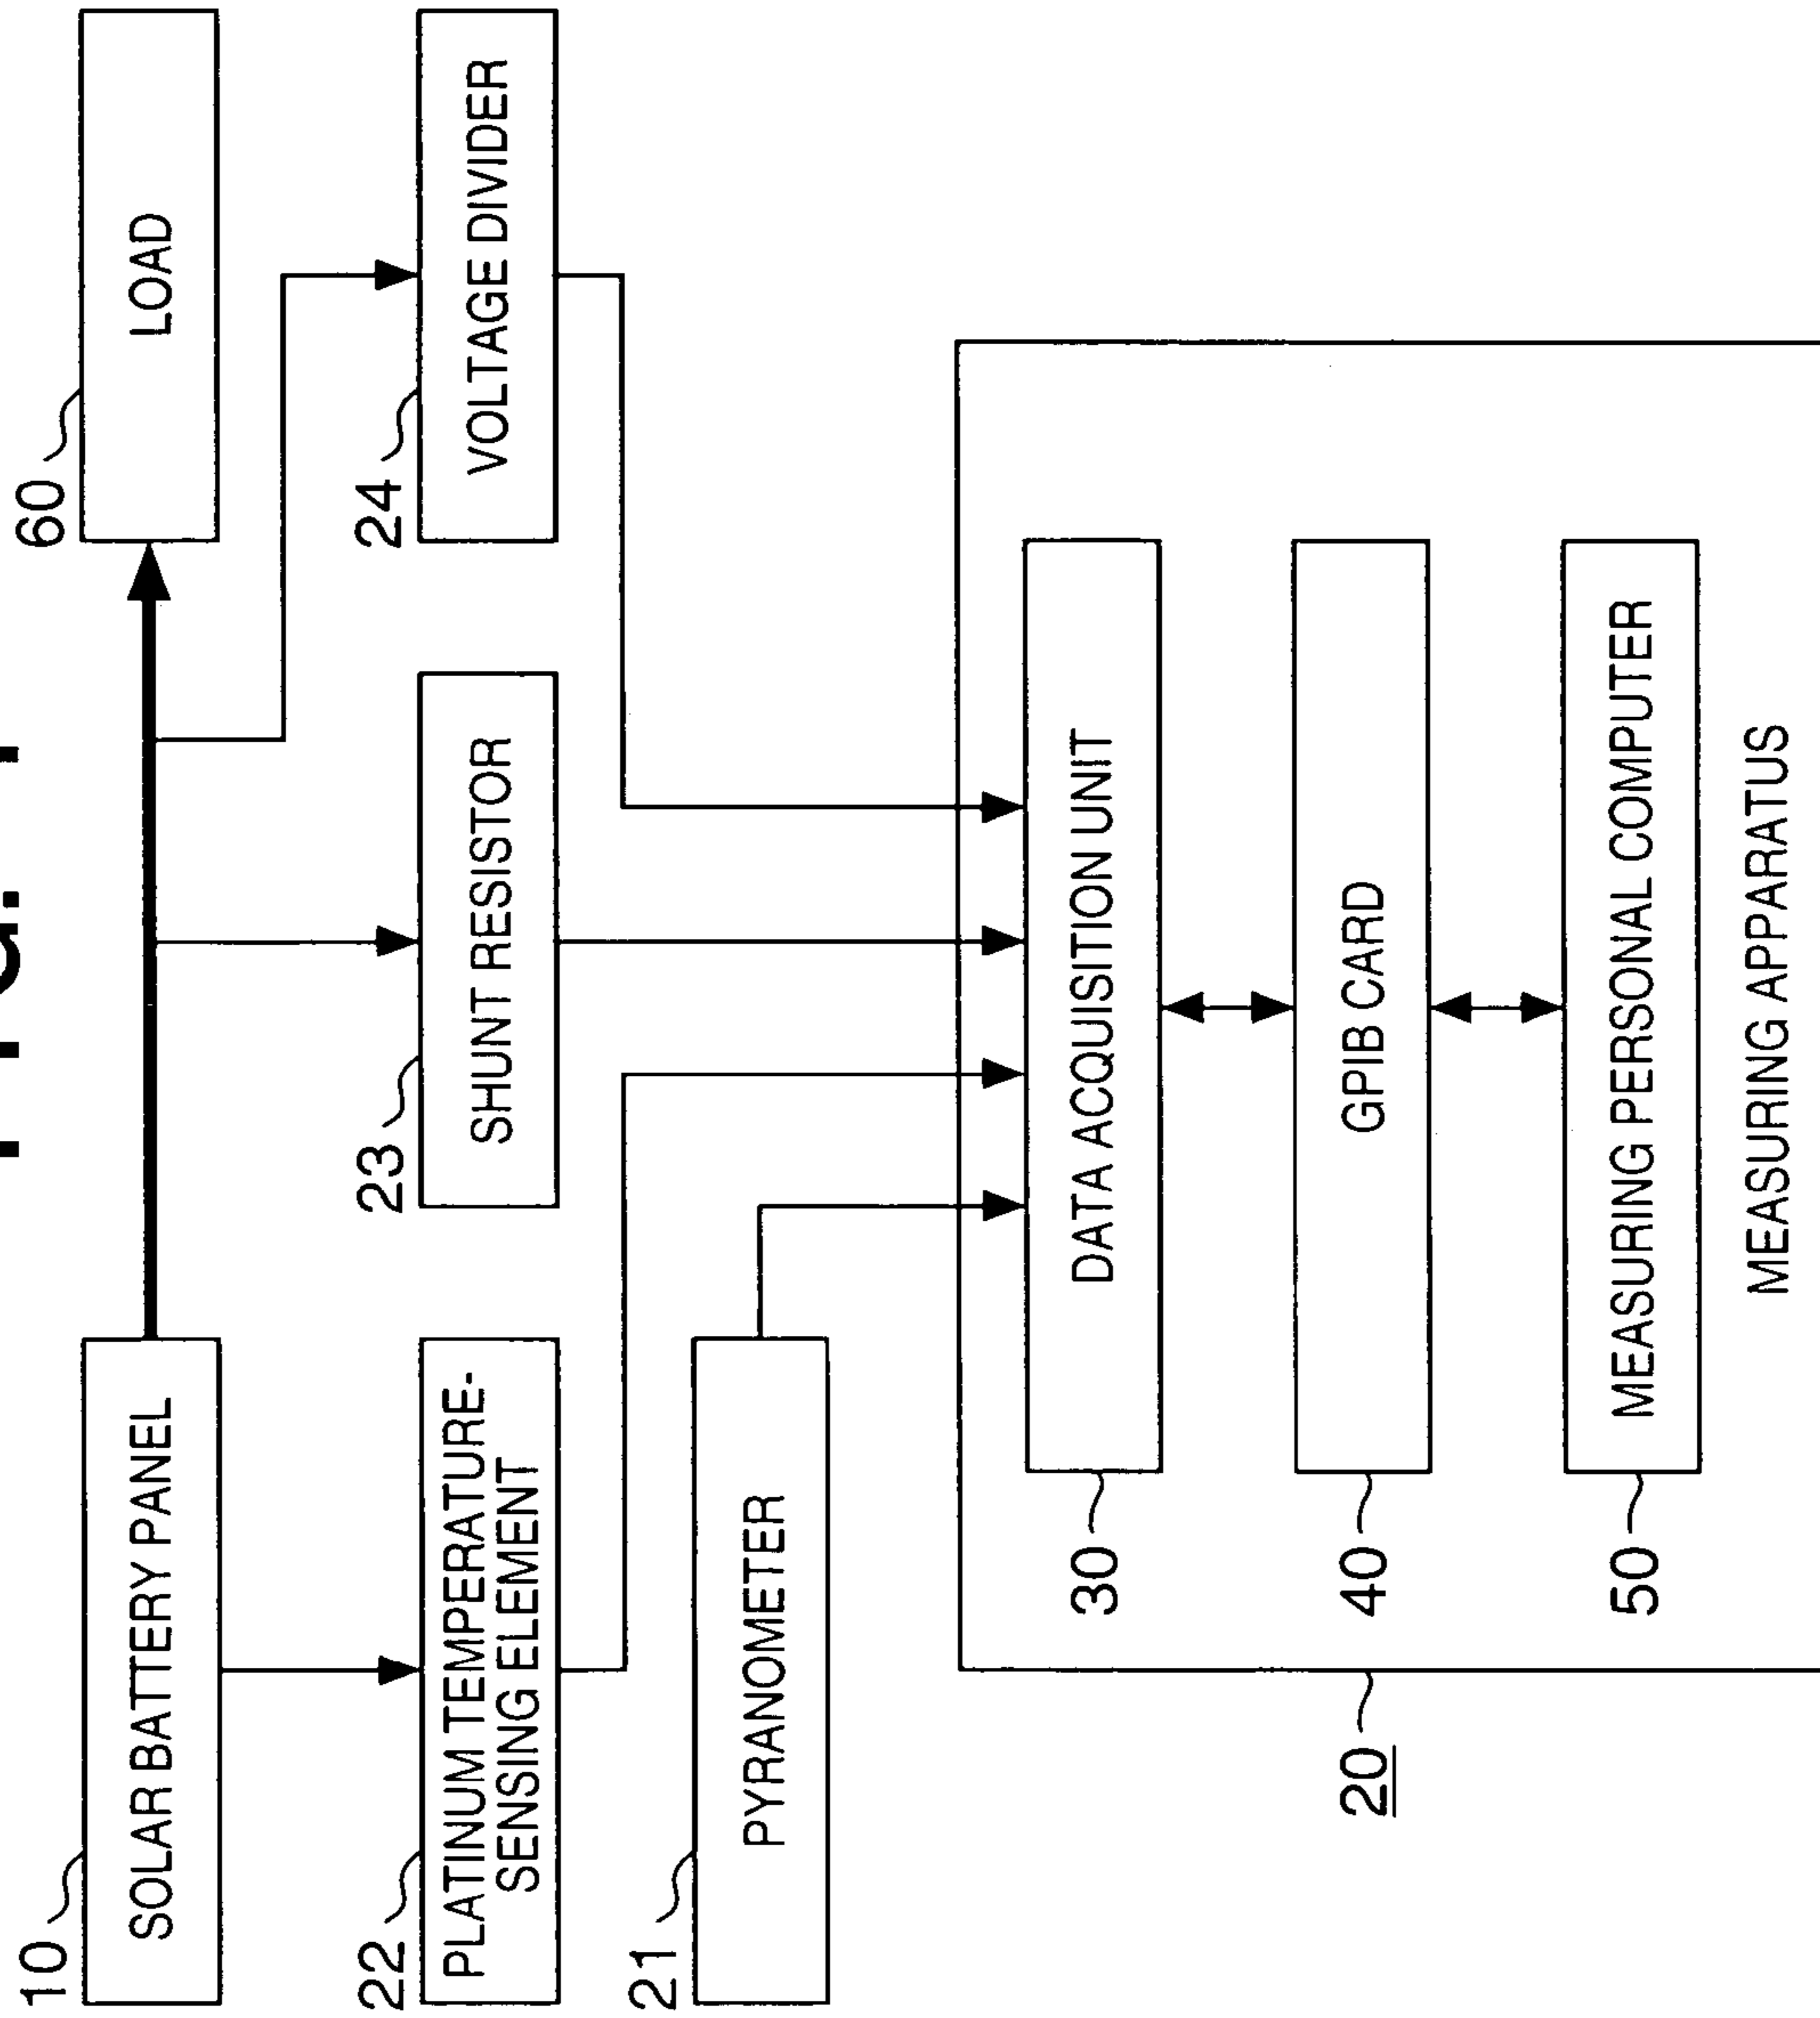 10
SOLAR BATTERY PANEL
60
LOAD
22
PLATINUM TEMPERATURE-
SENSING ELEMENT
23
SHUNT RESISTOR
24
VOLTAGE DIVIDER
21
PYRANOMETER
30
DATA ACQUISITION UNIT
20
40
GPIB CARD
50
MEASURING PERSONAL COMPUTER
MEASURING APPARATUS